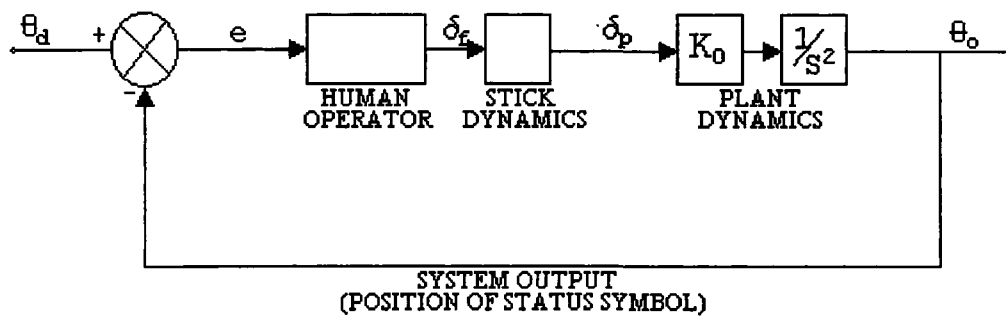 θd
+
-
e
HUMAN
OPERATOR
δf
STICK
DYNAMICS
δp
K0
1/S²
PLANT
DYNAMICS
θo
SYSTEM OUTPUT
(POSITION OF STATUS SYMBOL)